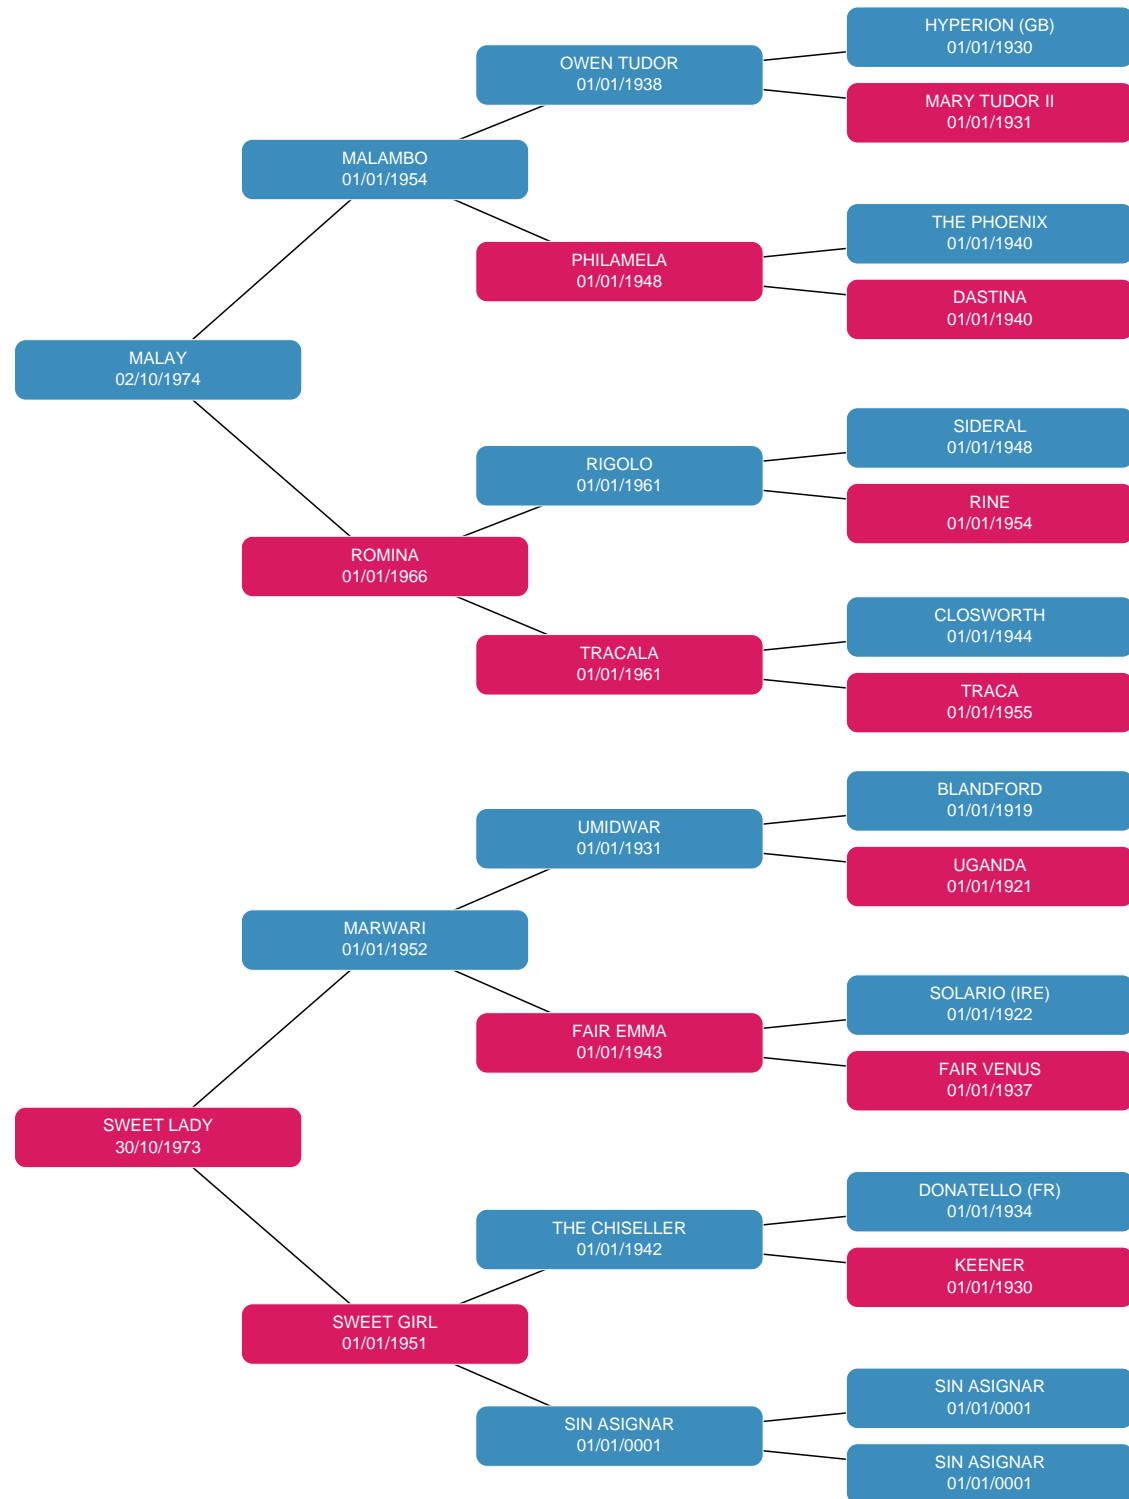 HYPERION (GB)
01/01/1930
OWEN TUDOR
01/01/1938
MARY TUDOR II
01/01/1931
MALAMBO
01/01/1954
THE PHOENIX
01/01/1940
PHILAMELA
01/01/1948
DASTINA
01/01/1940
MALAY
02/10/1974
SIDERAL
01/01/1948
RIGOLO
01/01/1961
RINE
01/01/1954
ROMINA
01/01/1966
CLOSWORTH
01/01/1944
TRACALA
01/01/1961
TRACA
01/01/1955
BLANDFORD
01/01/1919
UMIDWAR
01/01/1931
UGANDA
01/01/1921
MARWARI
01/01/1952
SOLARIO (IRE)
01/01/1922
FAIR EMMA
01/01/1943
FAIR VENUS
01/01/1937
SWEET LADY
30/10/1973
DONATELLO (FR)
01/01/1934
THE CHISELLER
01/01/1942
KEENER
01/01/1930
SWEET GIRL
01/01/1951
SIN ASIGNAR
01/01/0001
SIN ASIGNAR
01/01/0001
SIN ASIGNAR
01/01/0001